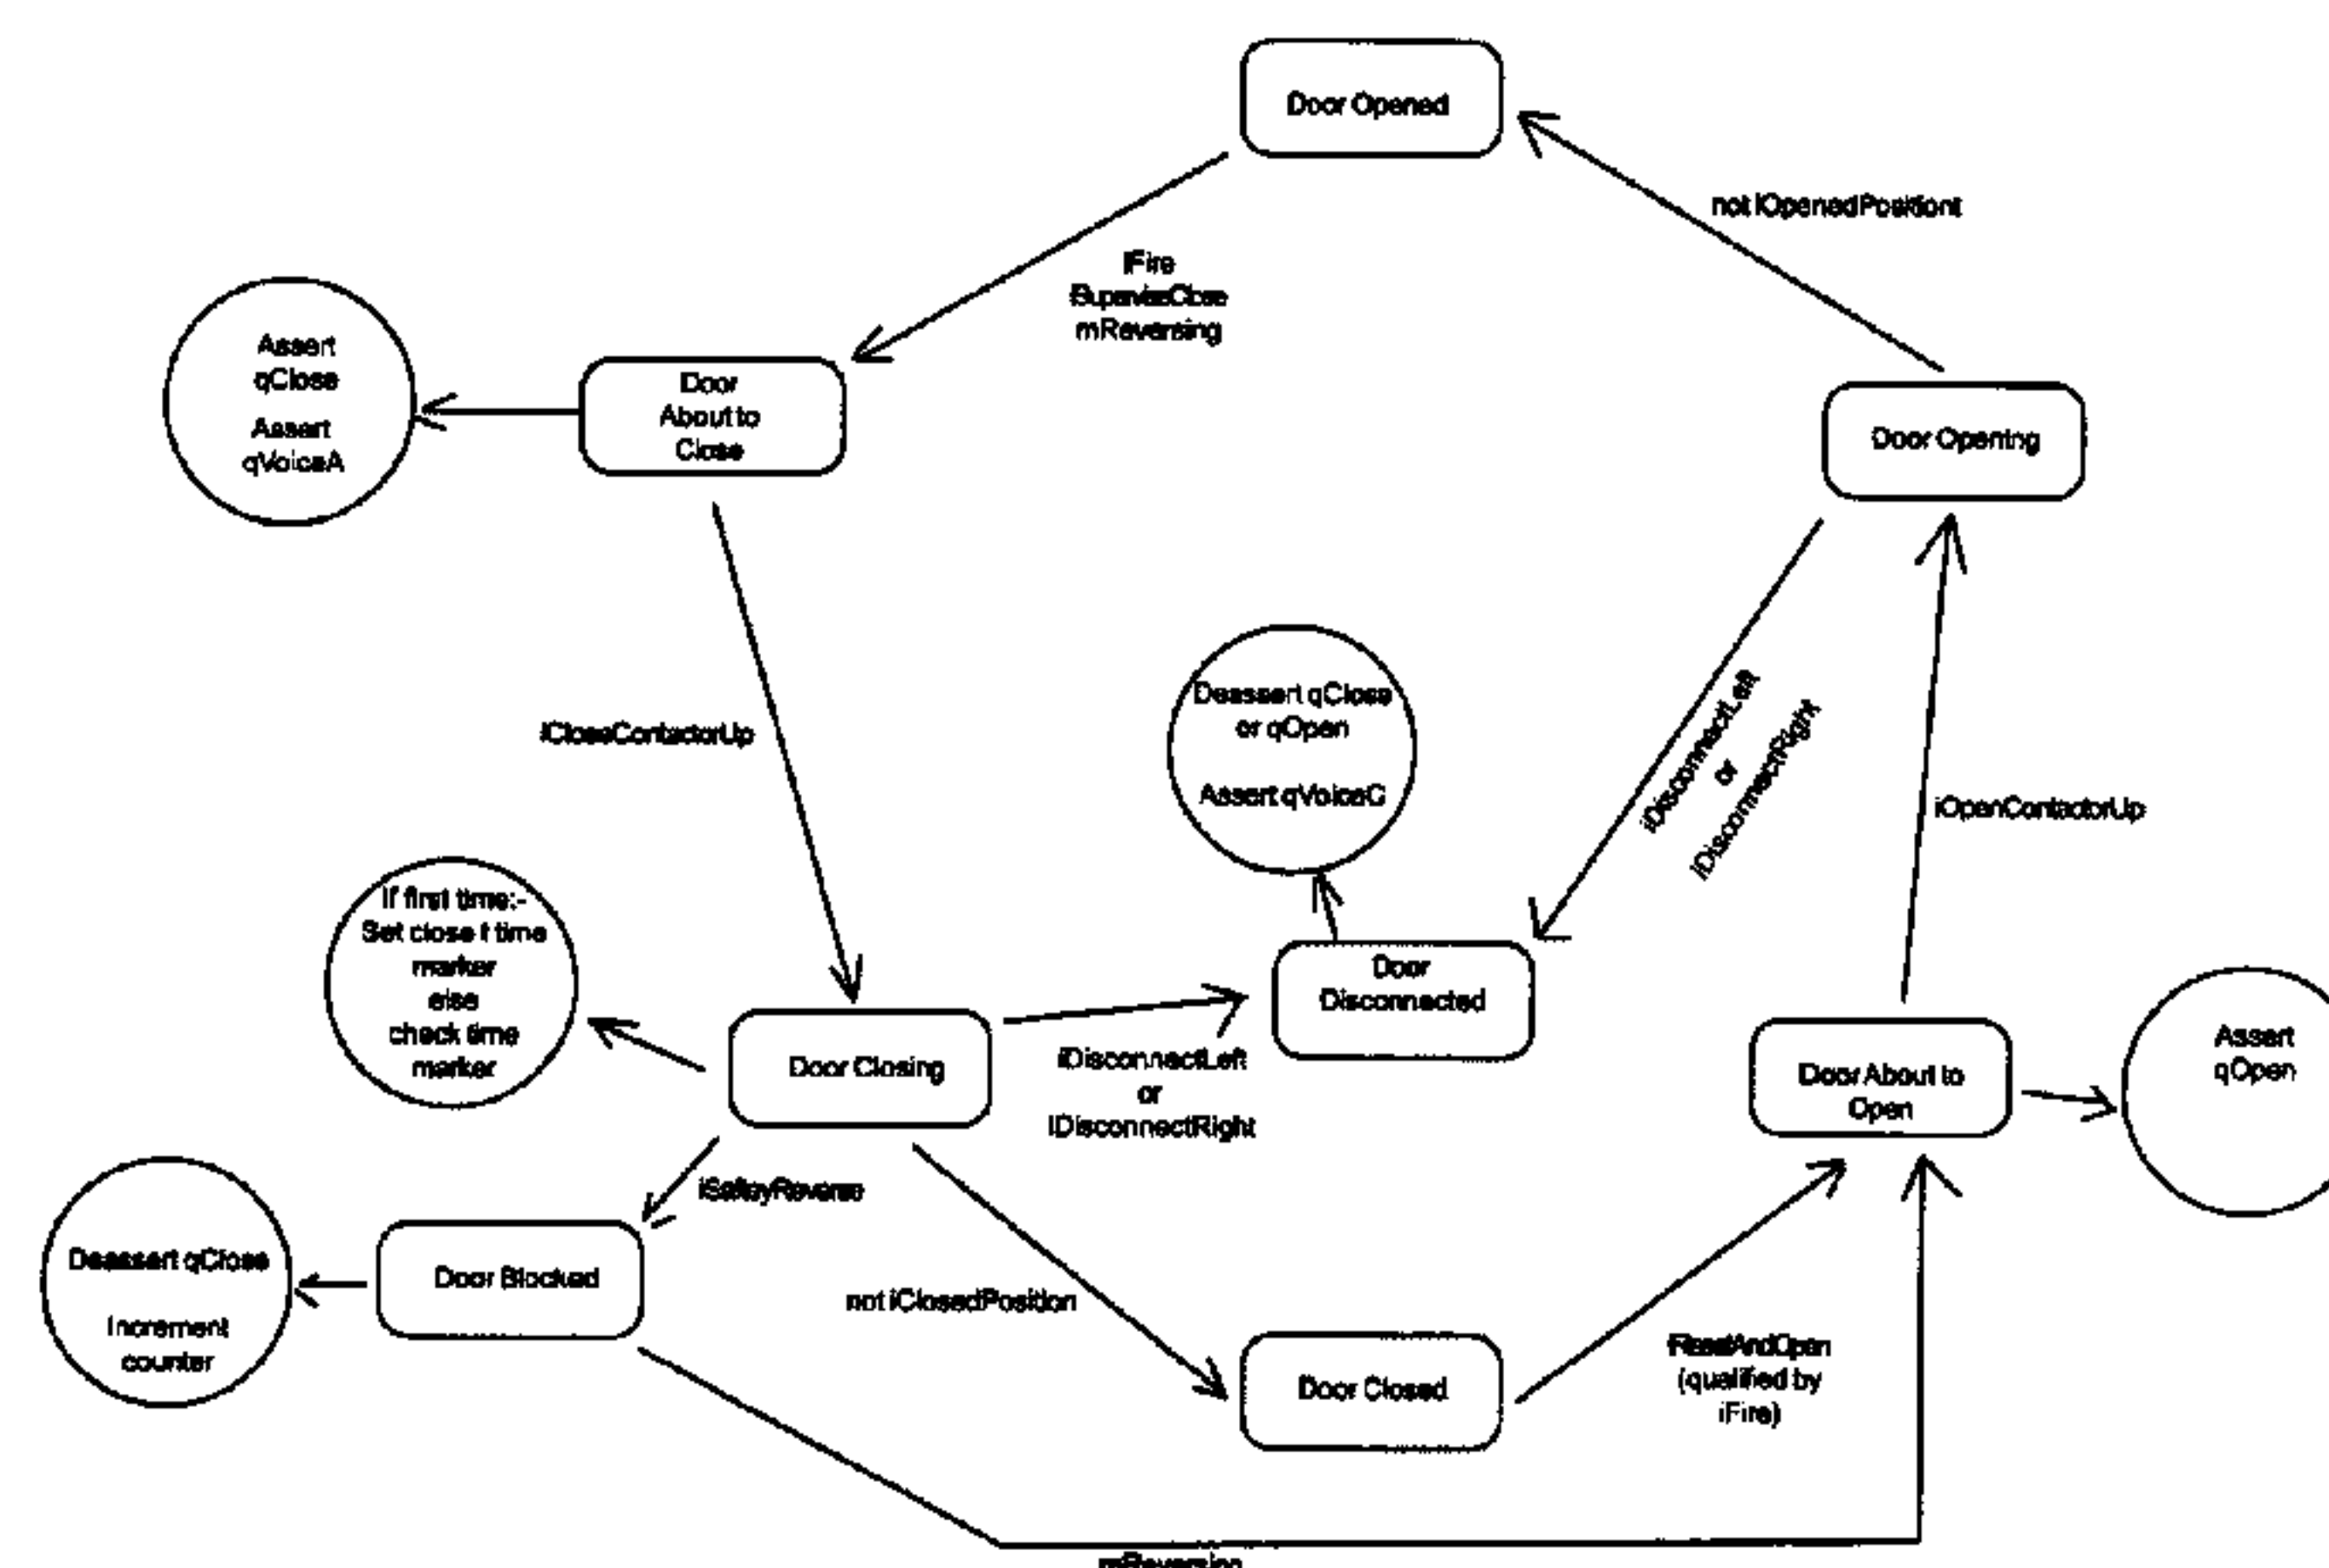 Door Opened
not iOpenedPositiont
iFire
iSuperviseClose
mReversing
Assert
qClose
Assert
qVoiceA
Door
About to
Close
Door Opening
iCloseContactorUp
Deassert qClose
or qOpen
Assert qVoiceC
iDisconnectLeft
or
iDisconnectRight
iOpenContactorUp
If first time:-
Set close f time
marker
else
check time
marker
Door Closing
iDisconnectLeft
or
iDisconnectRight
Door
Disconnected
Door About to
Open
Assert
qOpen
iSafteyReverse
Deassert qClose
Increment
counter
Door Blocked
not iClosedPosition
Door Closed
iResetAndOpen
(qualified by
iFire)